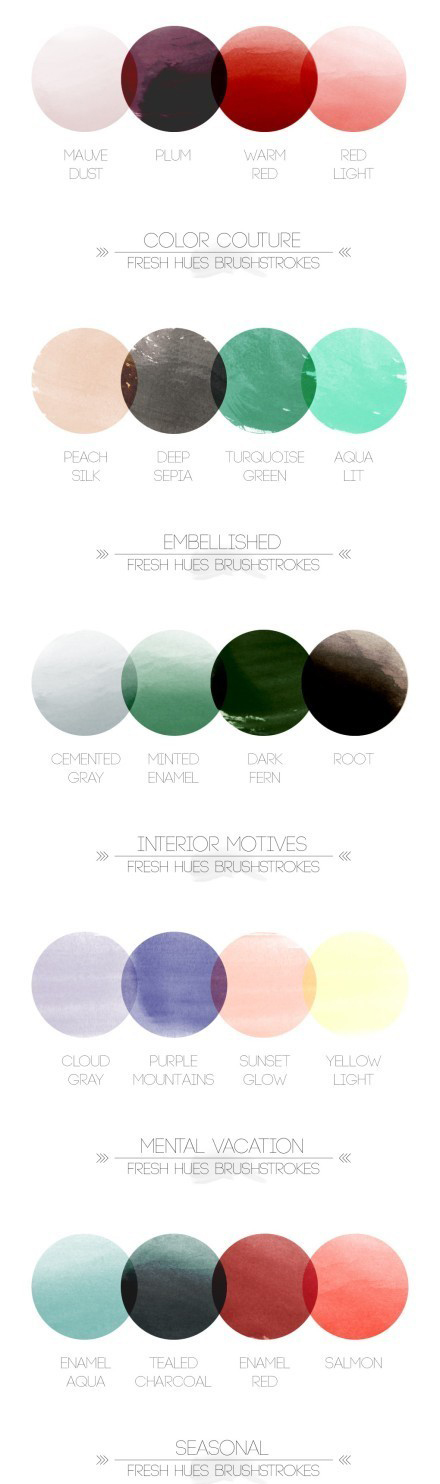 SEASONAL
FRESH HUES BRUSHSTROKES
ENAMEL
AQUA
TEALED
CHARCOAL
ENAMEL
RED
SALMON
MENTAL VACATION
FRESH HUES BRUSHSTROKES
CLOUD
GRAY
PURPLE
MOUNTAINS
SUNSET
GLOW
YELLOW
LIGHT
INTERIOR MOTIVES
FRESH HUES BRUSHSTROKES
CEMENTED
GRAY
MINTED
ENAMEL
DARK
FERN
ROOT
EMBELLISHED
FRESH HUES BRUSHSTROKES
PEACH
SILK
DEEP
SEPIA
TURQUOISE
GREEN
AQUA
LIT
COLOR COUTURE
FRESH HUES BRUSHSTROKES
MAUVE
DUST
PLUM
WARM
RED
RED
LIGHT